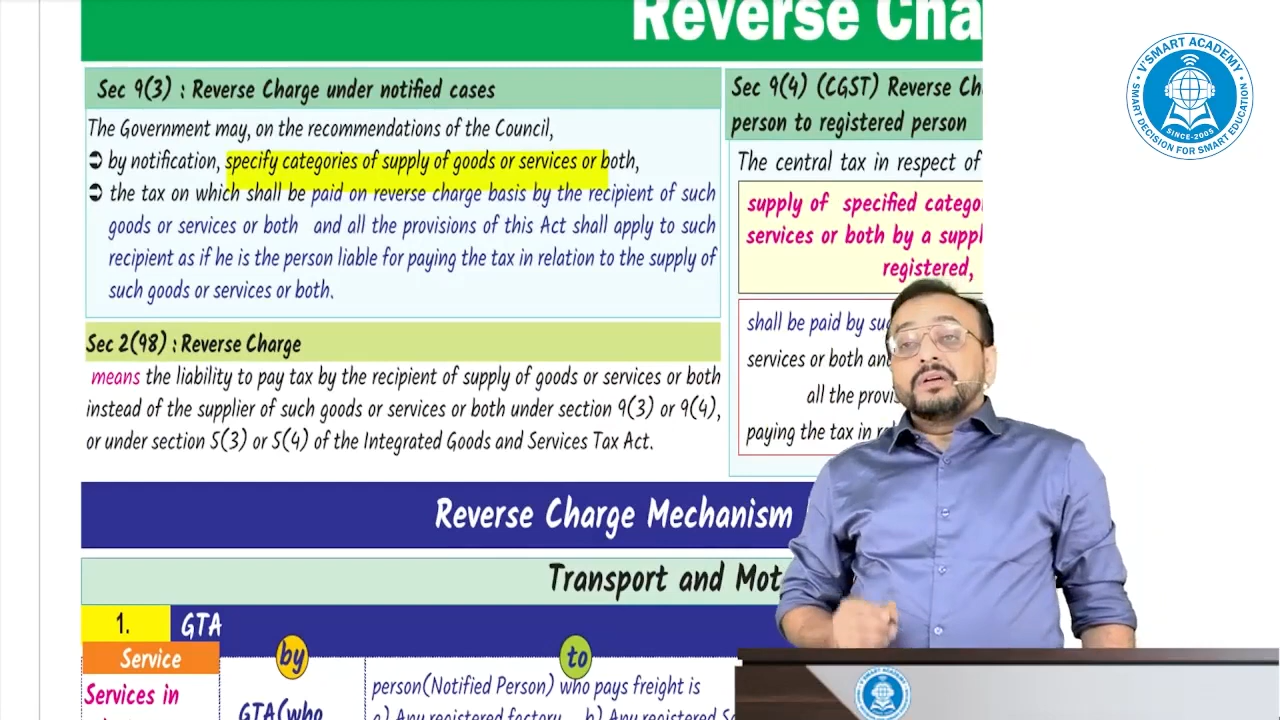 Reverse Cha
Sec 9(3) : Reverse Charge under notified cases
The Government may, on the recommendations of the Council,
➲ by notification, specify categories of supply of goods or services or both,
➲ the tax on which shall be paid on reverse charge basis by the recipient of such
goods or services or both and all the provisions of this Act shall apply to such
recipient as if he is the person liable for paying the tax in relation to the supply of
such goods or services or both.
Sec 2(98) : Reverse Charge
means the liability to pay tax by the recipient of supply of goods or services or both
instead of the supplier of such goods or services or both under section 9(3) or 9(4),
or under section 5(3) or 5(4) of the Integrated Goods and Services Tax Act.
Sec 9(4) (CGST) Reverse Ch
person to registered person
The central tax in respect of
supply of specified catego
services or both by a suppl
registered,
shall be paid by su
services or both an
all the provi
paying the tax in r
Reverse Charge Mechanism
Transport and Mot
1. GTA
Service
by
to
Services in
GTA(who
person(Notified Person) who pays freight is
a) Any registered factory b) Any registered S
V'SMART ACADEMY
SMART DECISION FOR SMART EDUCATION
SINCE-2005